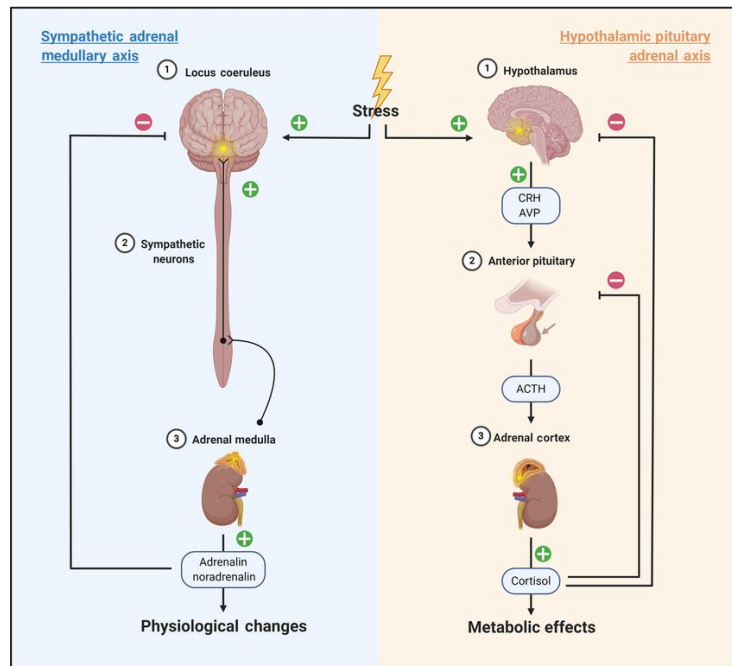 Sympathetic adrenal
medullary axis
1 Locus coeruleus
2 Sympathetic
neurons
3 Adrenal medulla
Adrenalin
noradrenalin
Physiological changes
Stress
Hypothalamic pituitary
adrenal axis
1 Hypothalamus
CRH
AVP
2 Anterior pituitary
ACTH
3 Adrenal cortex
Cortisol
Metabolic effects